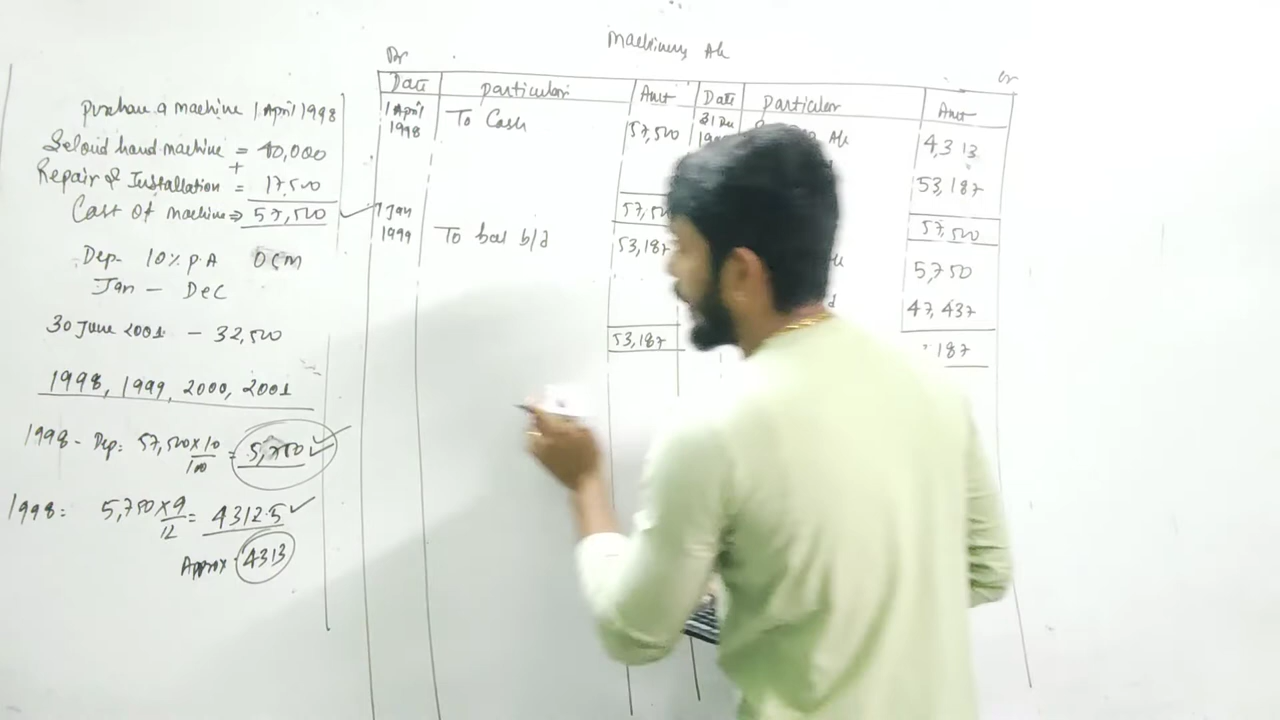 Machinery A/c
Dr
Cr
Date particulars Amt Date particulars Amt
Purchase a machine 1 April 1998
Second hand machine = 40,000
+
Repair & Installation = 17,500
Cost of machine ⇒ 57,500
Dep- 10% P.A OCM
Jan - Dec
30 June 2001 - 32,500
1998, 1999, 2000, 2001
1998 - Dep: 57,500 x 10/100 = 5,750
1998: 5,750 x 9/12 = 4312.5
Approx - 4313
1 April 1998 To Cash 57,500
57,500
1 Jan 1999 To bal b/d 53,187
53,187
31 Dec A/c 4,313
53,187
57,500
5,750
47,437
187